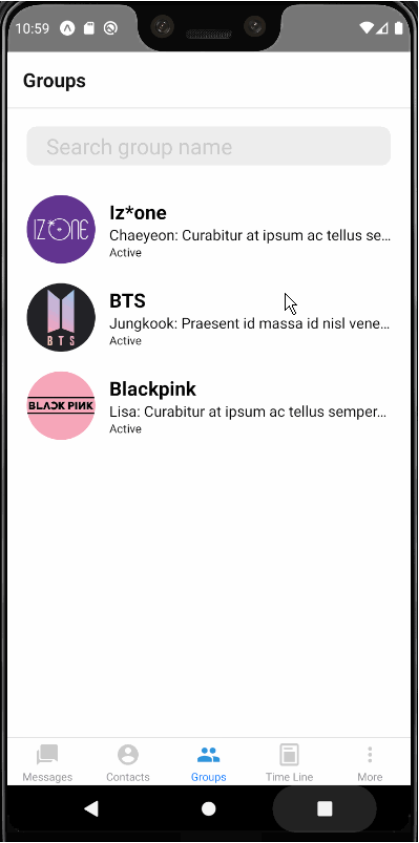 10:59
Groups
Search group name
IZ*ONE
Iz*one
Chaeyeon: Curabitur at ipsum ac tellus se...
Active
BTS
BTS
Jungkook: Praesent id massa id nisl vene...
Active
BLACK PINK
Blackpink
Lisa: Curabitur at ipsum ac tellus semper...
Active
Messages
Contacts
Groups
Time Line
More